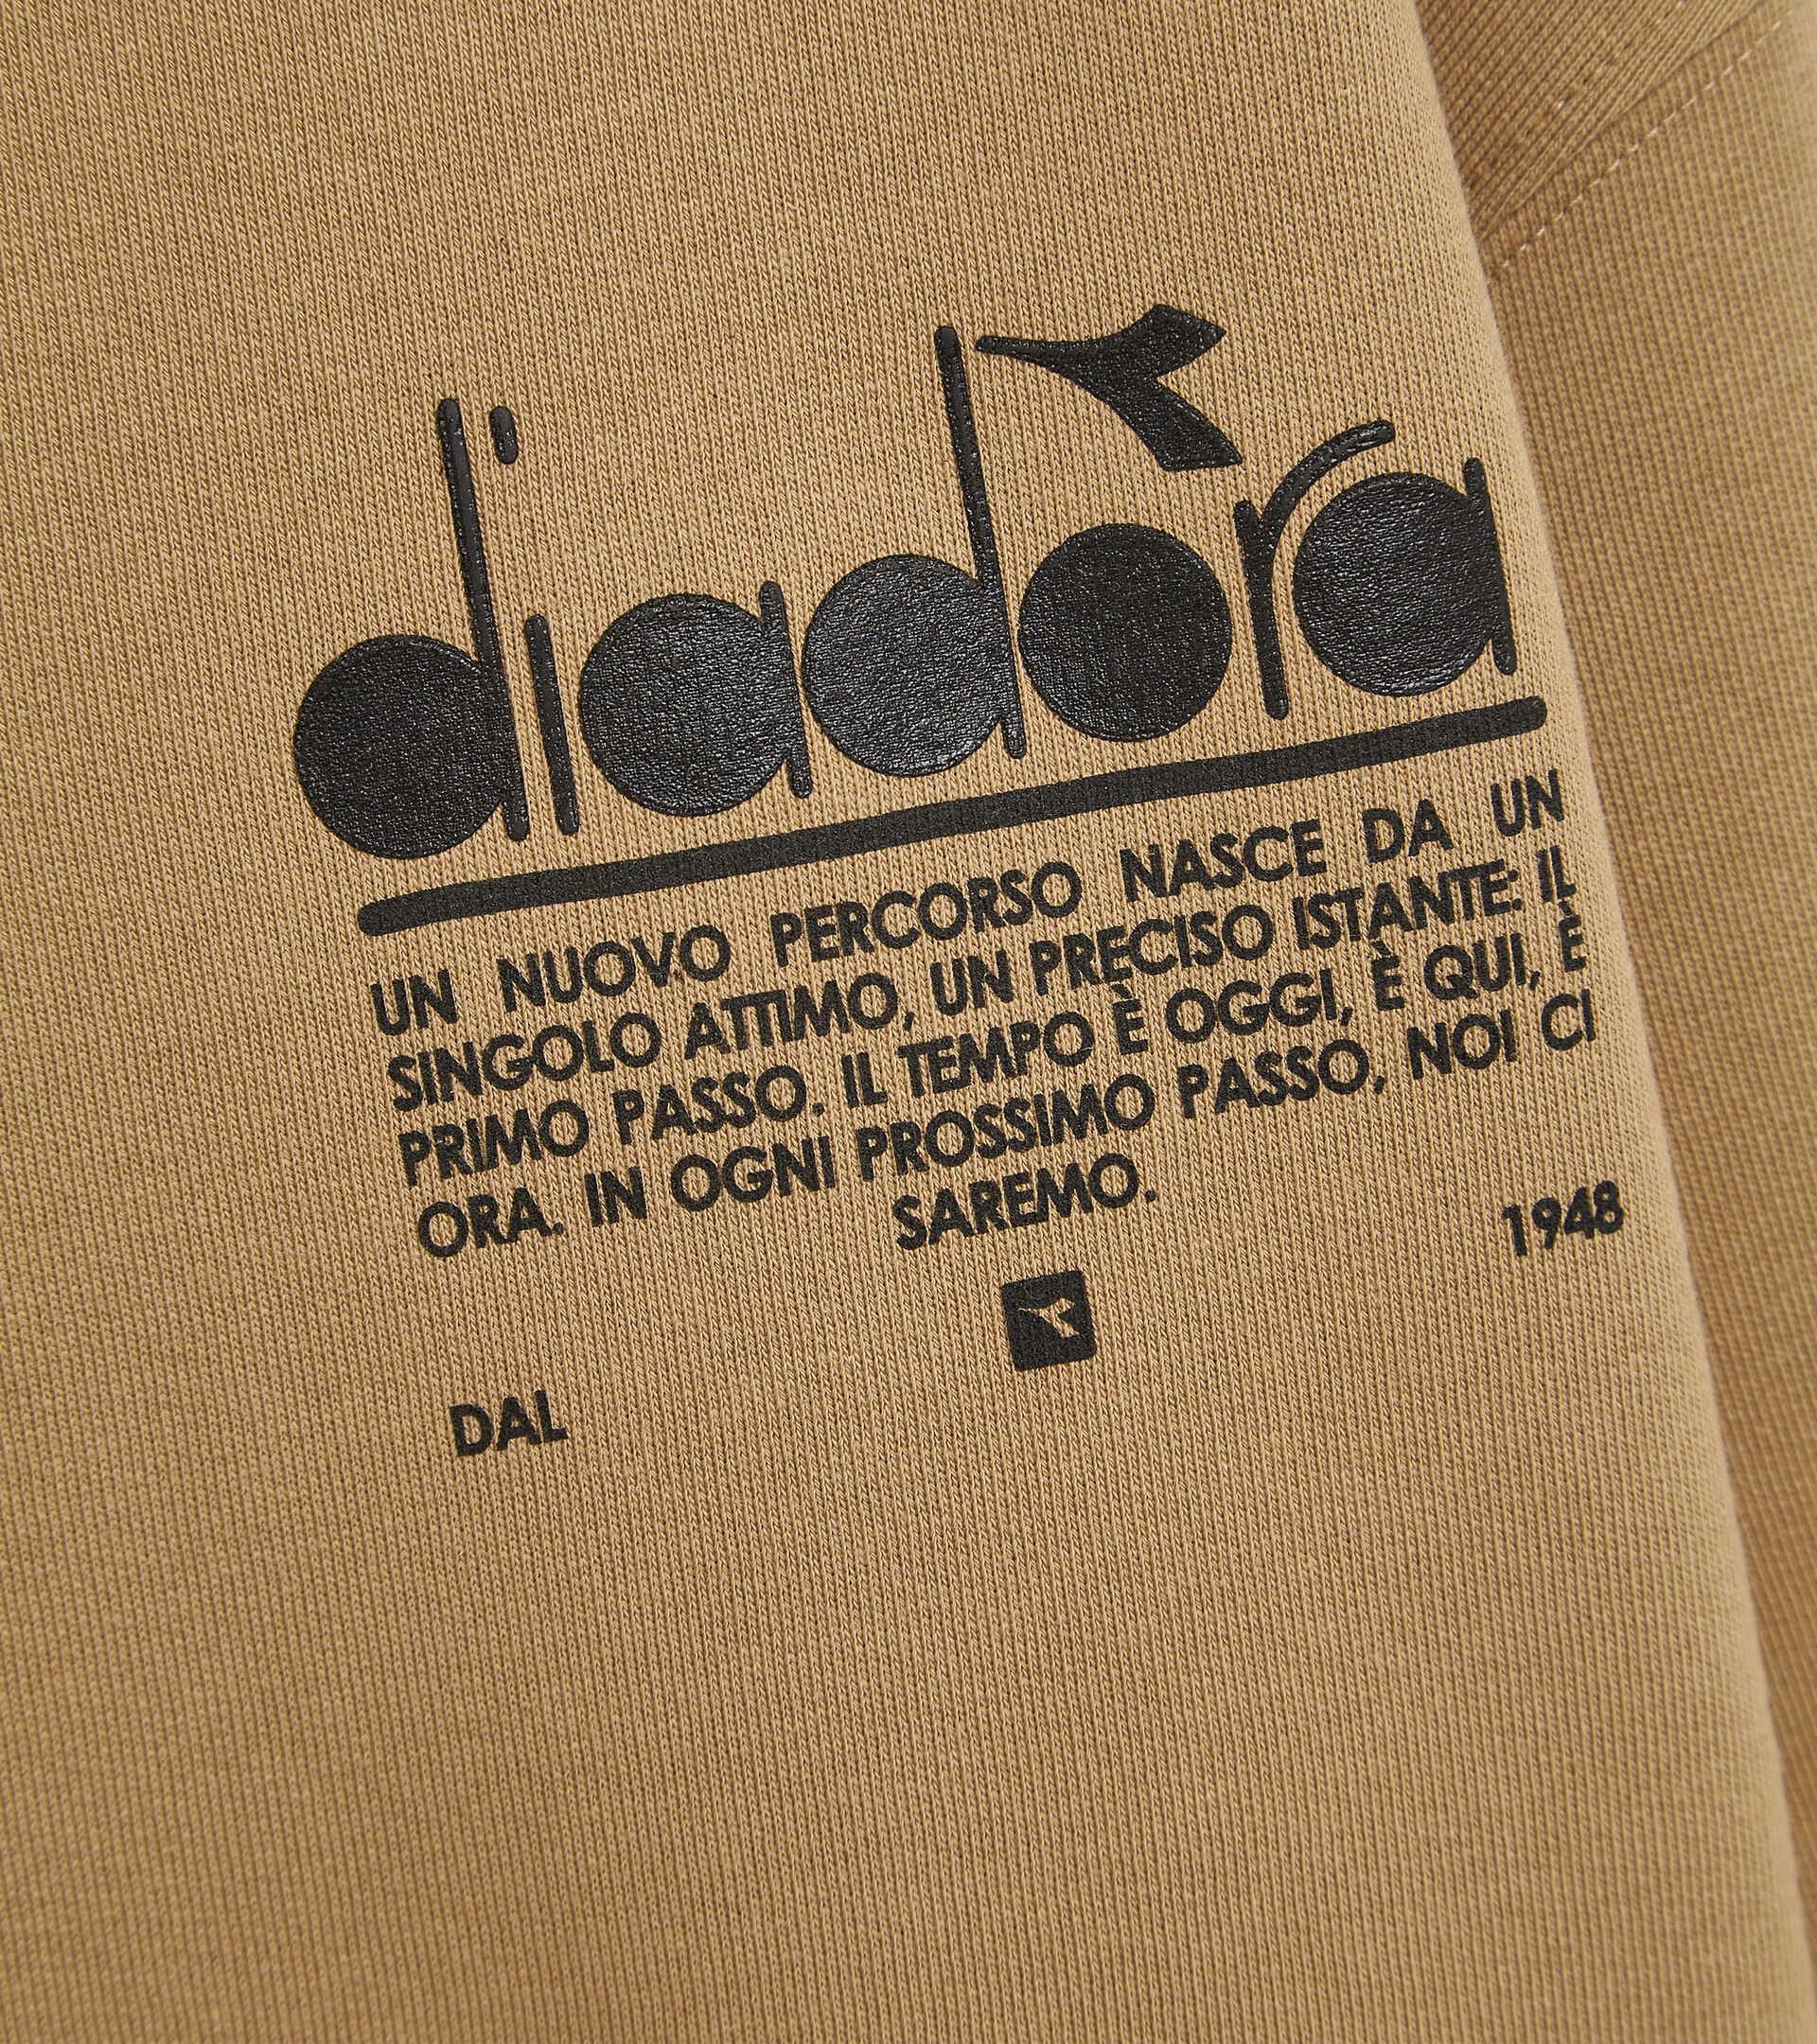 diadora
UN NUOVO PERCORSO NASCE DA UN
SINGOLO ATTIMO, UN PRECISO ISTANTE: IL
PRIMO PASSO. IL TEMPO È OGGI, È QUI, È
ORA. IN OGNI PROSSIMO PASSO, NOI CI
SAREMO.
DAL 1948